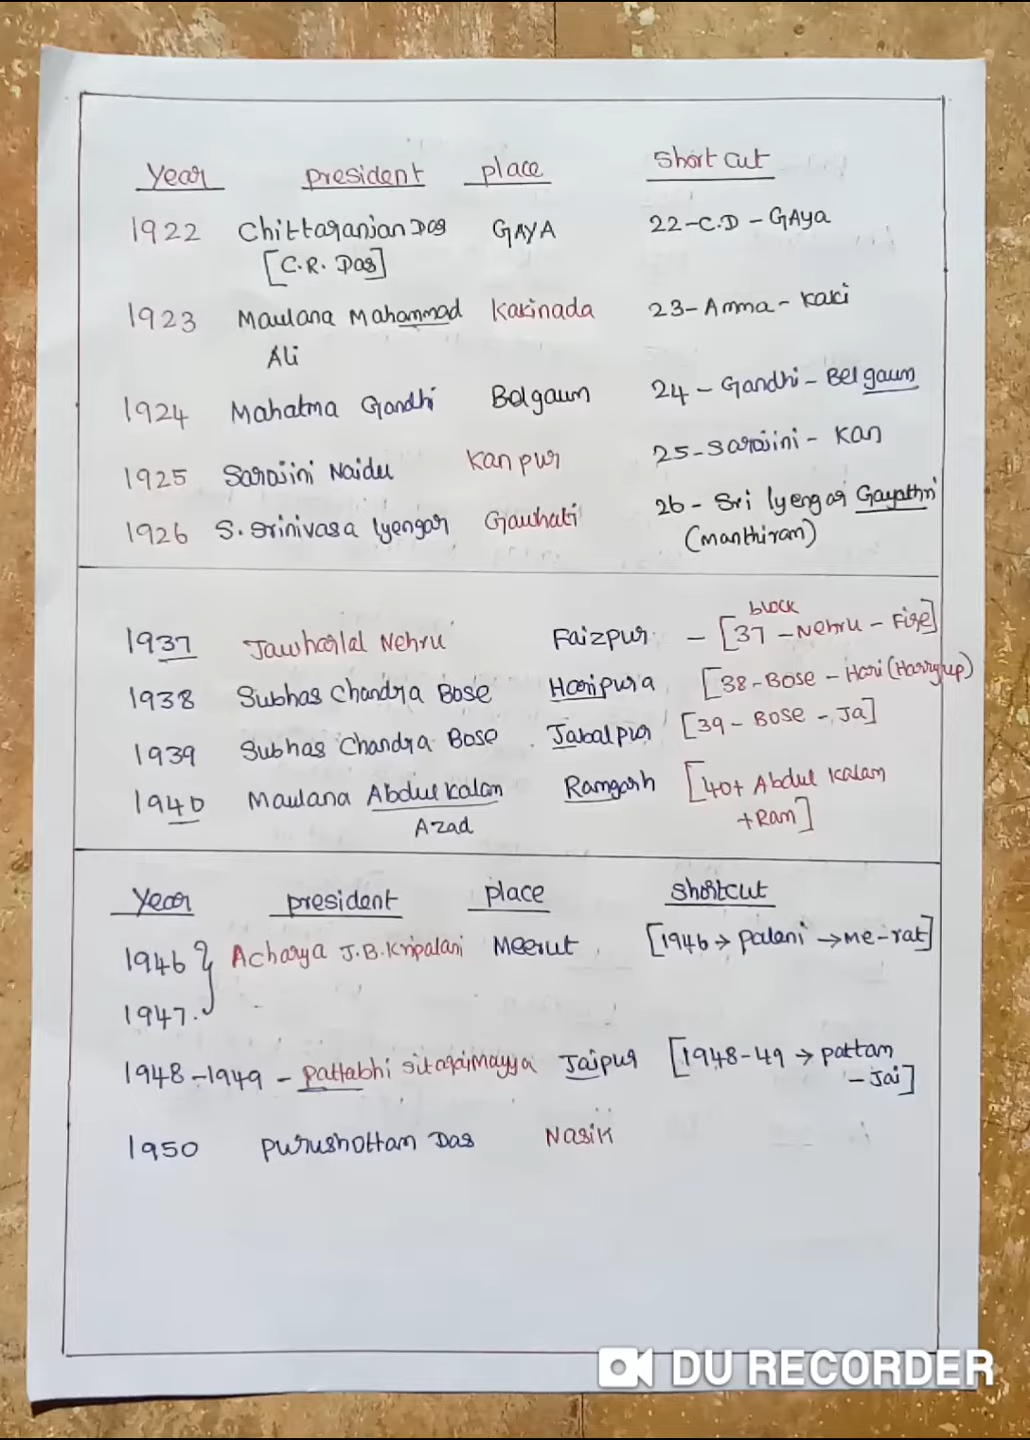 Year president place Short cut
1922 Chittaranjan Das GAYA 22-C.D-GAya
[C.R. Das]
1923 Maulana Mahammad Kakinada 23-Amma-kaki
Ali
1924 Mahatma Gandhi Belgaum 24-Gandhi-Belgaum
1925 Sarojini Naidu Kanpur 25-Sarojini-Kan
1926 S. Srinivasa Iyengar Gauhati 26-Sri Iyengar Gayathri
(manthiram)
block
1937 Jawharlal Nehru Faizpur - [37-Nehru-Fire]
1938 Subhas Chandra Bose Haripura [38-Bose-Hari(Harryup)
1939 Subhas Chandra Bose Jabalpur [39-Bose-Ja]
1940 Maulana Abdul kalam Ramgarh [40+Abdul kalam
Azad +Ram]
Year president place shortcut
1946 } Acharya J.B.Kripalani Meerut [1946→palani→me-rat]
1947.
1948-1949 - pattabhi sitaraimayya Jaipur [1948-49→pattam
-Jai]
1950 purushottam Das Nasik
DU RECORDER